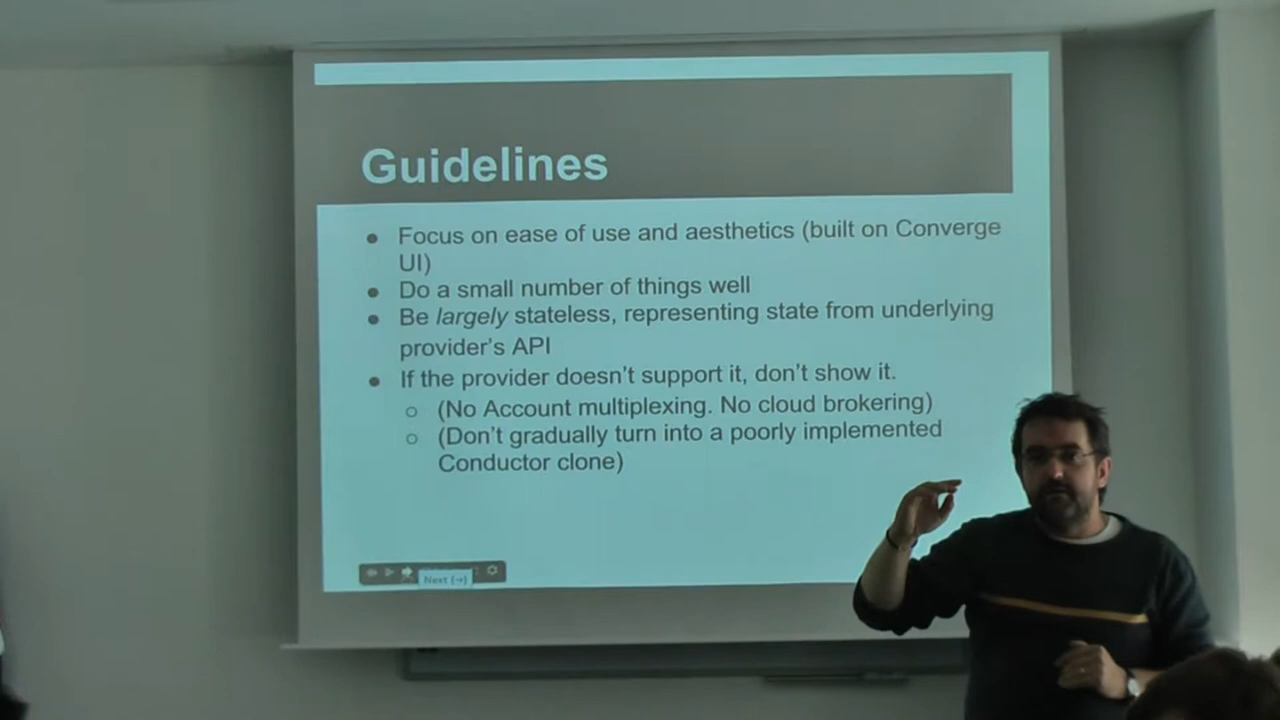 Guidelines
● Focus on ease of use and aesthetics (built on Converge
UI)
● Do a small number of things well
● Be largely stateless, representing state from underlying
provider's API
● If the provider doesn't support it, don't show it.
○ (No Account multiplexing. No cloud brokering)
○ (Don't gradually turn into a poorly implemented
Conductor clone)
Next (→)